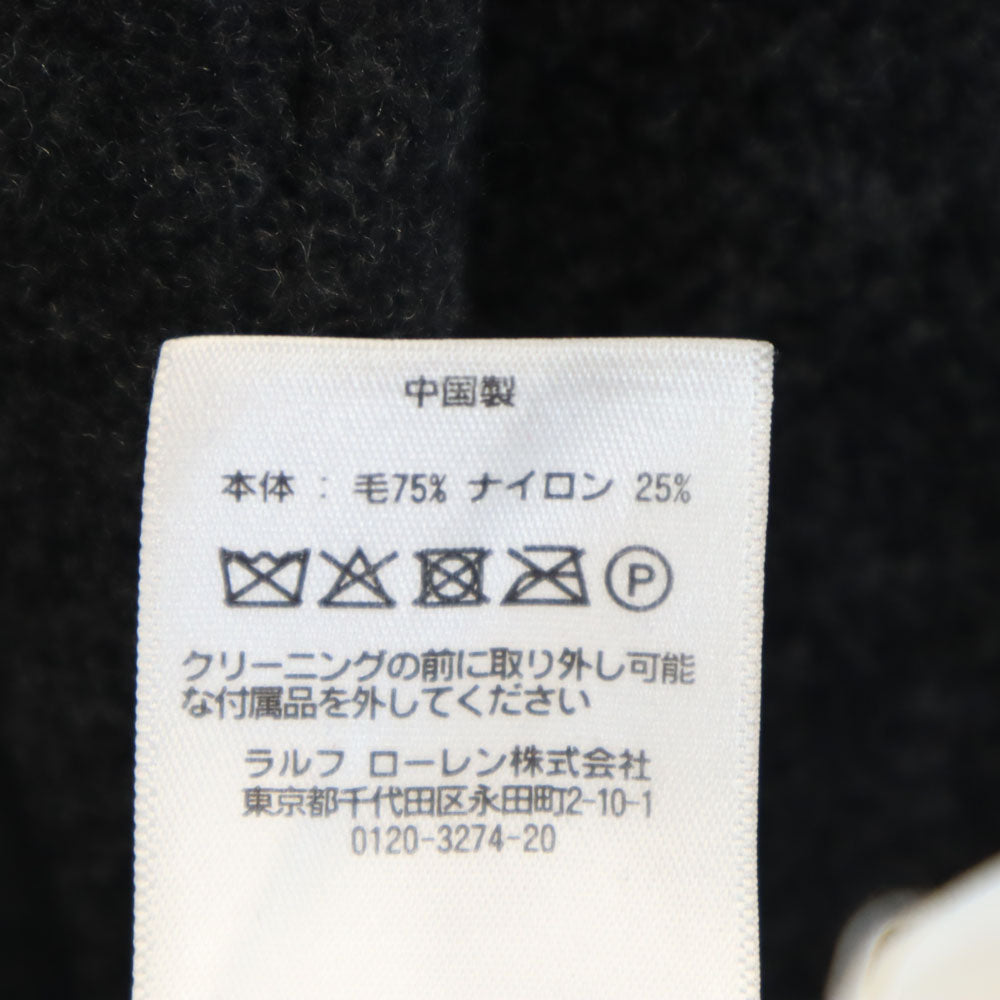 中国製
本体 : 毛75% ナイロン 25%
P
クリーニングの前に取り外し可能
な付属品を外してください
ラルフ ローレン株式会社
東京都千代田区永田町2-10-1
0120-3274-20